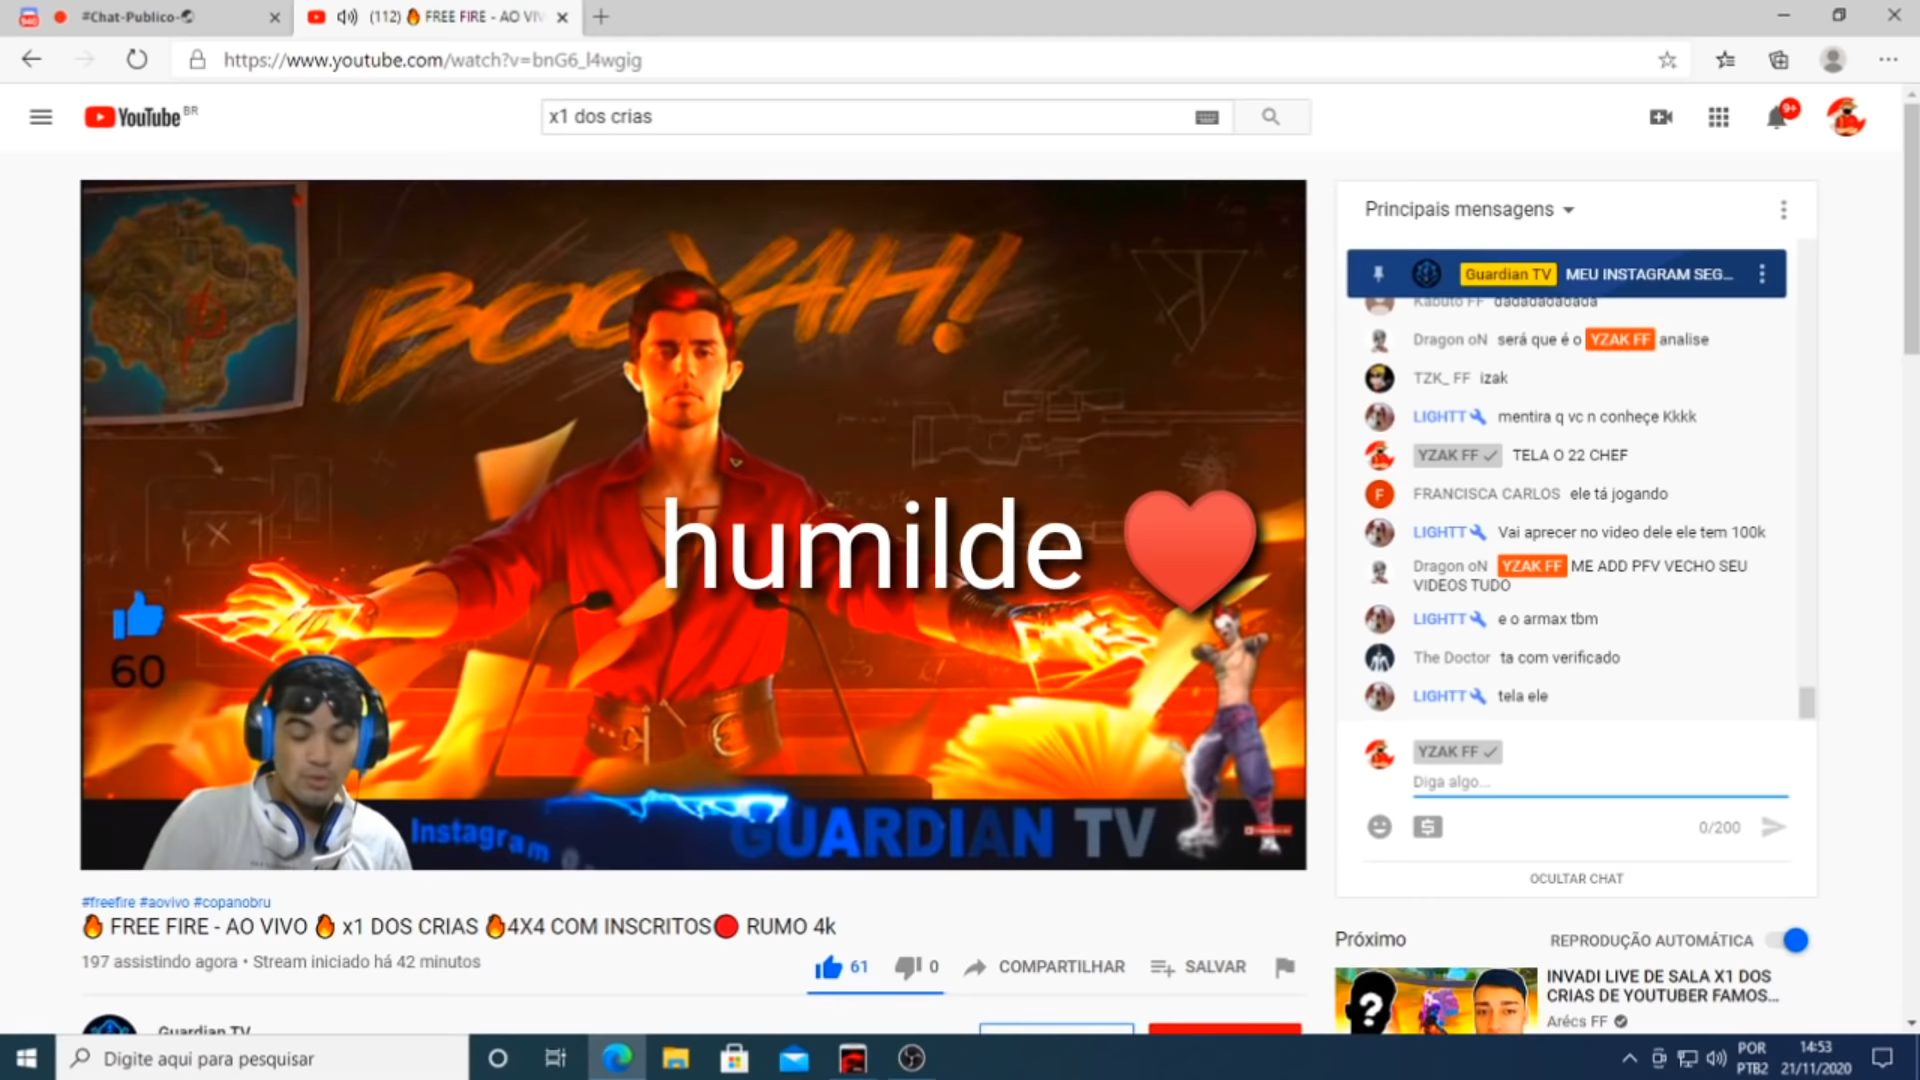 #Chat-Publico-
(112) FREE FIRE - AO VIV
https://www.youtube.com/watch?v=bnG6_l4wgig
YouTube BR
x1 dos crias
9+
BOOYAH!
humilde
60
Instagram
GUARDIAN TV
Principais mensagens
Guardian TV MEU INSTAGRAM SEG...
Kabuto FF dadadadadada
Dragon oN será que é o YZAK FF analise
TZK_ FF izak
LIGHTT mentira q vc n conheçe Kkkk
YZAK FF TELA O 22 CHEF
F FRANCISCA CARLOS ele tá jogando
LIGHTT Vai aprecer no video dele ele tem 100k
Dragon oN YZAK FF ME ADD PFV VECHO SEU
VIDEOS TUDO
LIGHTT e o armax tbm
The Doctor ta com verificado
LIGHTT tela ele
YZAK FF
Diga algo...
0/200
OCULTAR CHAT
#freefire #aovivo #copanobru
FREE FIRE - AO VIVO x1 DOS CRIAS 4X4 COM INSCRITOS RUMO 4k
197 assistindo agora • Stream iniciado há 42 minutos
61 0 COMPARTILHAR SALVAR
Guardian TV
Próximo REPRODUÇÃO AUTOMÁTICA
?
INVADI LIVE DE SALA X1 DOS
CRIAS DE YOUTUBER FAMOS...
Arécs FF
Digite aqui para pesquisar
POR
PTB2
14:53
21/11/2020